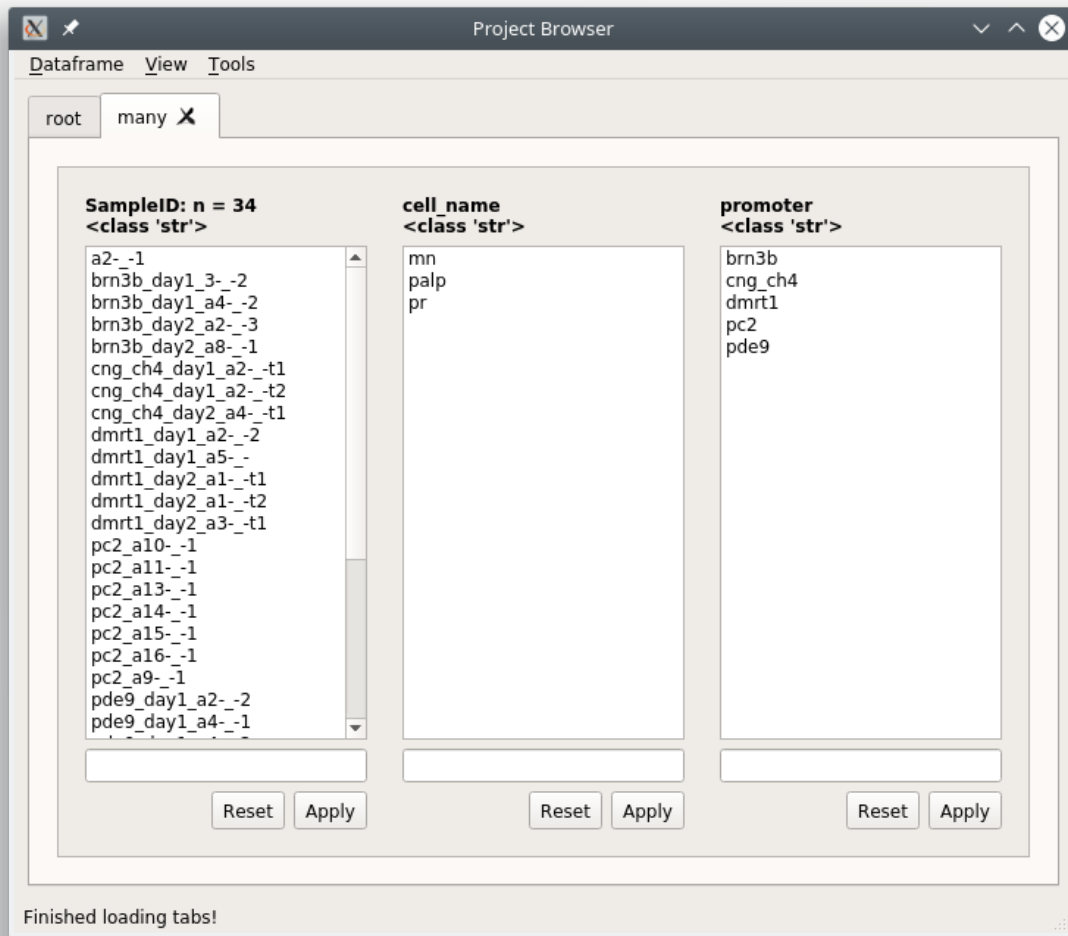 Project Browser
Dataframe View Tools
root many
SampleID: n = 34
<class 'str'>
a2-_-1
brn3b_day1_3-_-2
brn3b_day1_a4-_-2
brn3b_day2_a2-_-3
brn3b_day2_a8-_-1
cng_ch4_day1_a2-_-t1
cng_ch4_day1_a2-_-t2
cng_ch4_day2_a4-_-t1
dmrt1_day1_a2-_-2
dmrt1_day1_a5-_-
dmrt1_day2_a1-_-t1
dmrt1_day2_a1-_-t2
dmrt1_day2_a3-_-t1
pc2_a10-_-1
pc2_a11-_-1
pc2_a13-_-1
pc2_a14-_-1
pc2_a15-_-1
pc2_a16-_-1
pc2_a9-_-1
pde9_day1_a2-_-2
pde9_day1_a4-_-1
Reset Apply
cell_name
<class 'str'>
mn
palp
pr
Reset Apply
promoter
<class 'str'>
brn3b
cng_ch4
dmrt1
pc2
pde9
Reset Apply
Finished loading tabs!